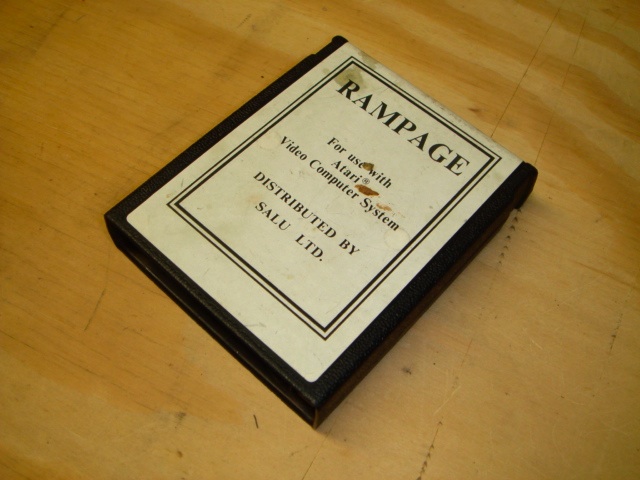 RAMPAGE
For use with
Atari®
Video Computer System
DISTRIBUTED BY
SALU LTD.